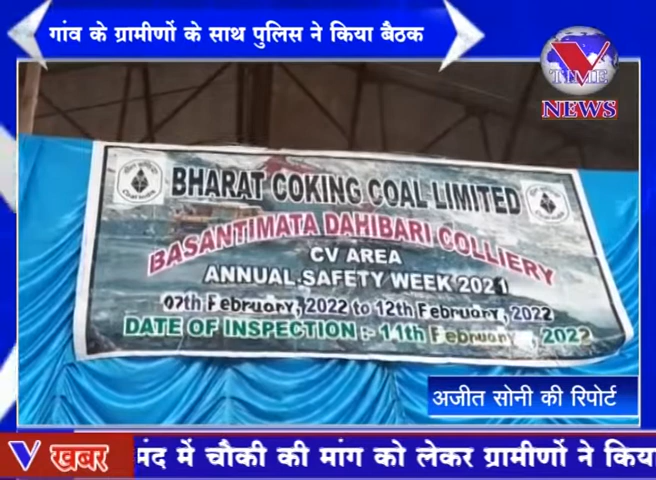 गांव के ग्रामीणों के साथ पुलिस ने किया बैठक
V TIME
NEWS
BHARAT COKING COAL LIMITED
BASANTIMATA DAHIBARI COLLIERY
CV AREA
ANNUAL SAFETY WEEK 2021
07th February, 2022 to 12th February, 2022
DATE OF INSPECTION :- 11th February, 2022
अजीत सोनी की रिपोर्ट
V खबर
मंद में चौकी की मांग को लेकर ग्रामीणों ने किया